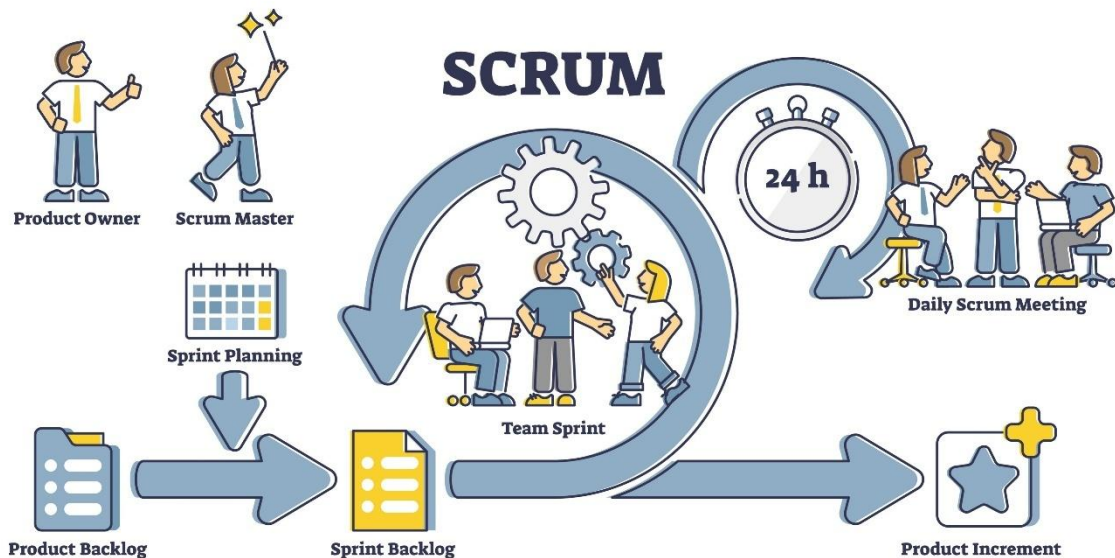 SCRUM
Product Owner
Scrum Master
24 h
Daily Scrum Meeting
Sprint Planning
Team Sprint
Product Backlog
Sprint Backlog
Product Increment